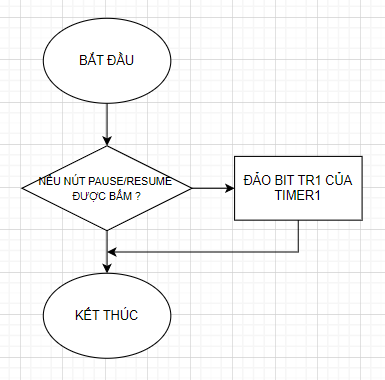 BẮT ĐẦU
NẾU NÚT PAUSE/RESUME
ĐƯỢC BẤM ?
ĐẢO BIT TR1 CỦA
TIMER1
KẾT THÚC